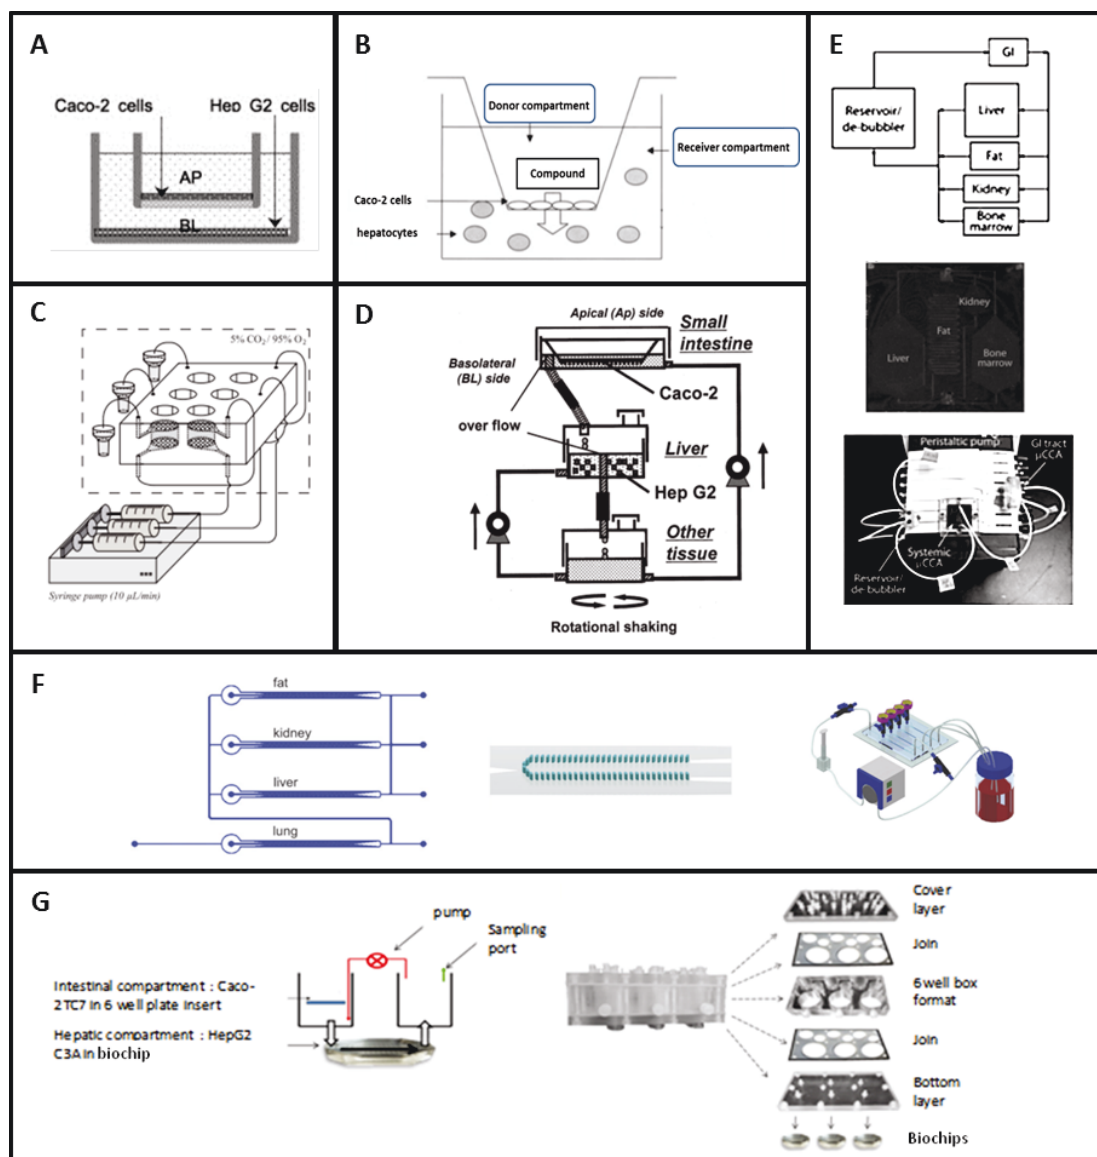 A
Caco-2 cells
Hep G2 cells
AP
BL
B
Donor compartment
Receiver compartment
Compound
Caco-2 cells
hepatocytes
C
5% CO2 / 95% O2
Syringe pump (10 µL/min)
D
Apical (Ap) side
Small
intestine
Basolateral
(BL) side
Caco-2
over flow
Liver
Hep G2
Other
tissue
Rotational shaking
E
GI
Reservoir/
de-bubbler
Liver
Fat
Kidney
Bone
marrow
Kidney
Fat
Liver
Bone
marrow
Peristaltic pump
GI tract
µCCA
Systemic
µCCA
Reservoir/
de-bubbler
F
fat
kidney
liver
lung
G
pump
Sampling
port
Intestinal compartment : Caco-
2TC7 in 6 well plate insert
Hepatic compartment : HepG2
C3A in biochip
Cover
layer
Join
6 well box
format
Join
Bottom
layer
Biochips